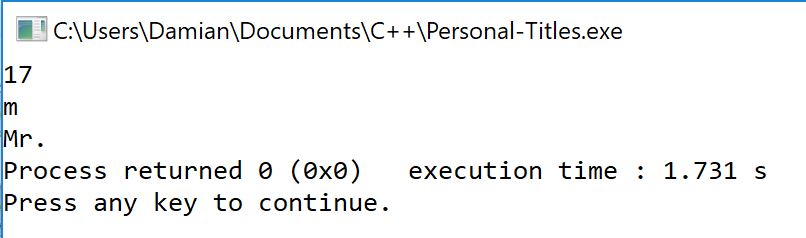 C:\Users\Damian\Documents\C++\Personal-Titles.exe
17
m
Mr.
Process returned 0 (0x0)   execution time : 1.731 s
Press any key to continue.